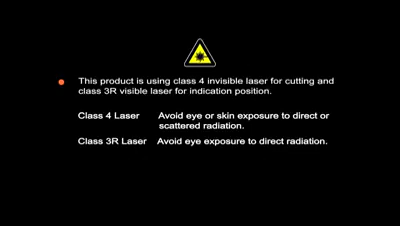 This product is using class 4 invisible laser for cutting and
class 3R visible laser for indication position.
Class 4 Laser Avoid eye or skin exposure to direct or
scattered radiation.
Class 3R Laser Avoid eye exposure to direct radiation.